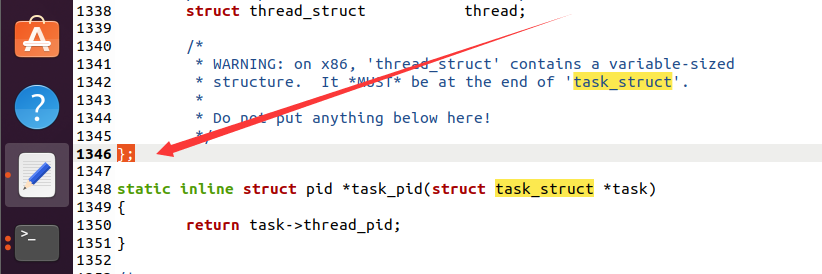 1338 struct thread_struct thread;
1339
1340 /*
1341 * WARNING: on x86, 'thread_struct' contains a variable-sized
1342 * structure. It *MUST* be at the end of 'task_struct'.
1343 *
1344 * Do not put anything below here!
1345 */
1346 };
1347
1348 static inline struct pid *task_pid(struct task_struct *task)
1349 {
1350 return task->thread_pid;
1351 }
1352